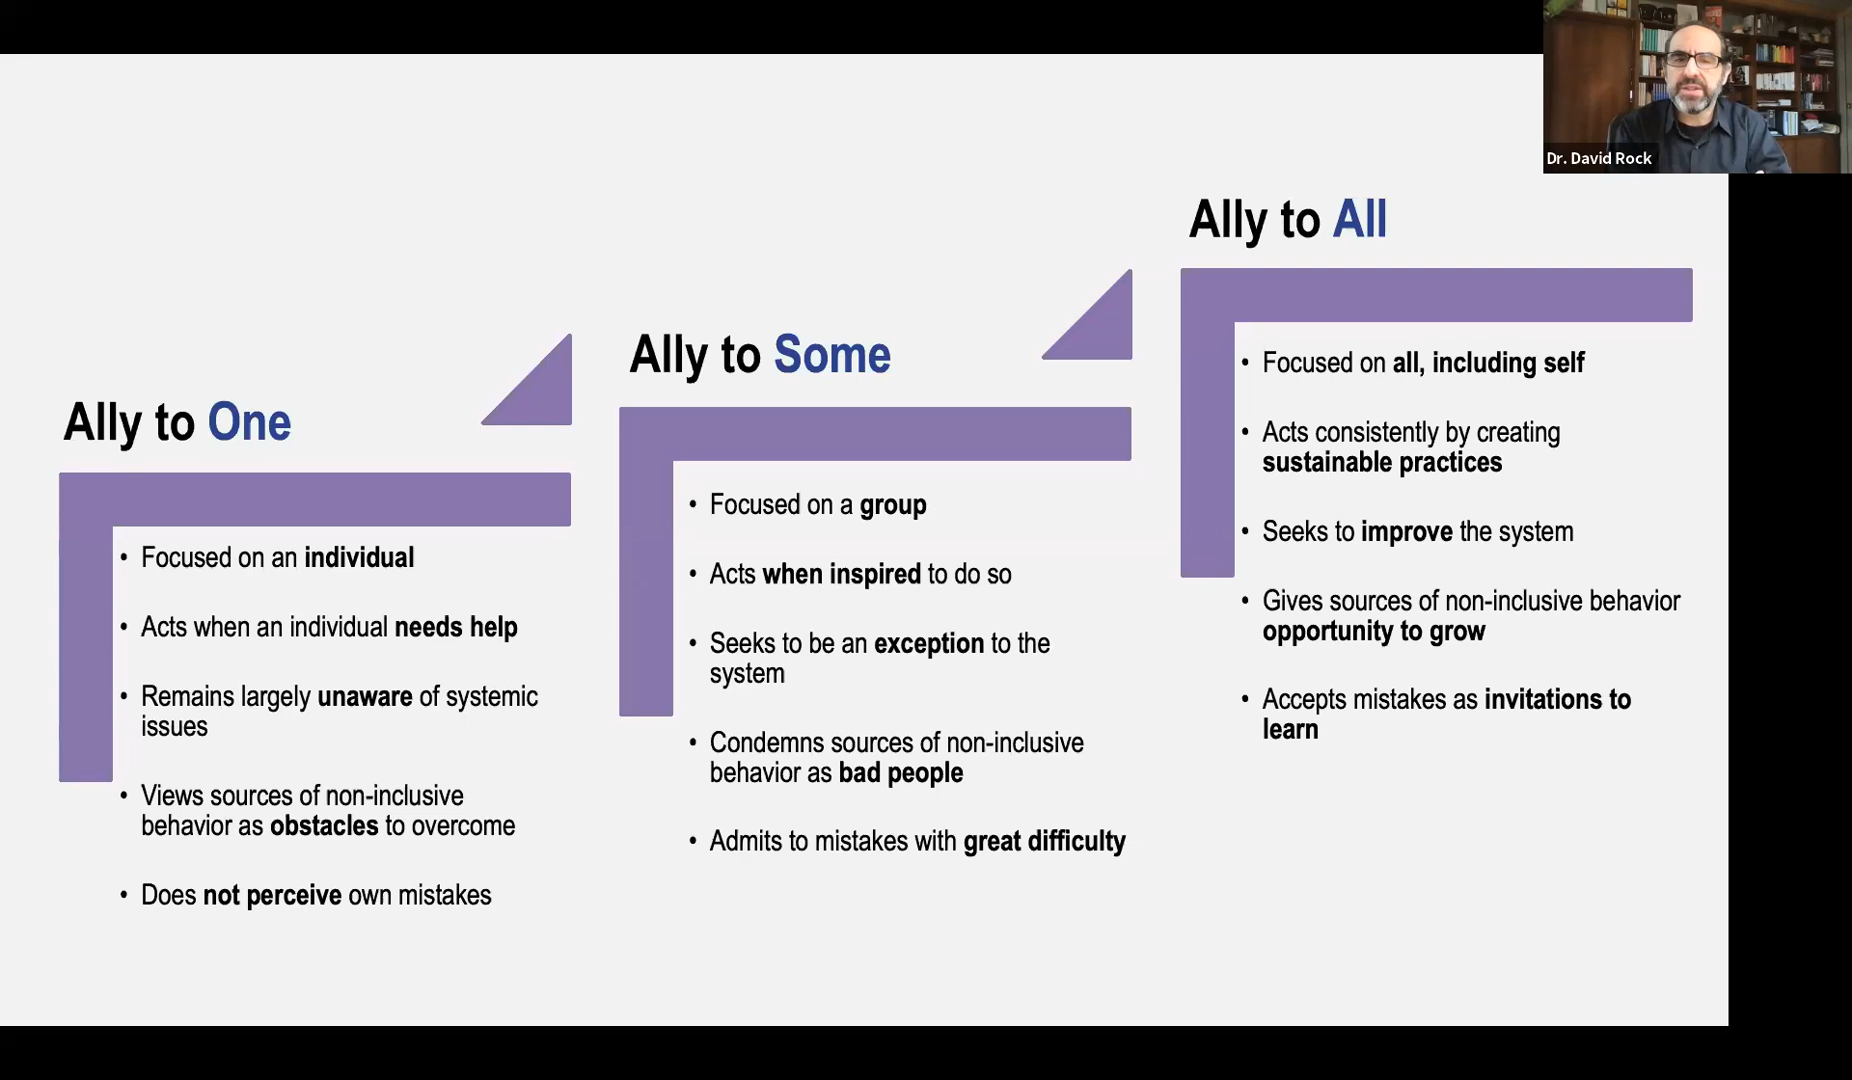 Dr. David Rock
Ally to All
• Focused on all, including self
• Acts consistently by creating
sustainable practices
• Seeks to improve the system
• Gives sources of non-inclusive behavior
opportunity to grow
• Accepts mistakes as invitations to
learn
Ally to Some
• Focused on a group
• Acts when inspired to do so
• Seeks to be an exception to the
system
• Condemns sources of non-inclusive
behavior as bad people
• Admits to mistakes with great difficulty
Ally to One
• Focused on an individual
• Acts when an individual needs help
• Remains largely unaware of systemic
issues
• Views sources of non-inclusive
behavior as obstacles to overcome
• Does not perceive own mistakes